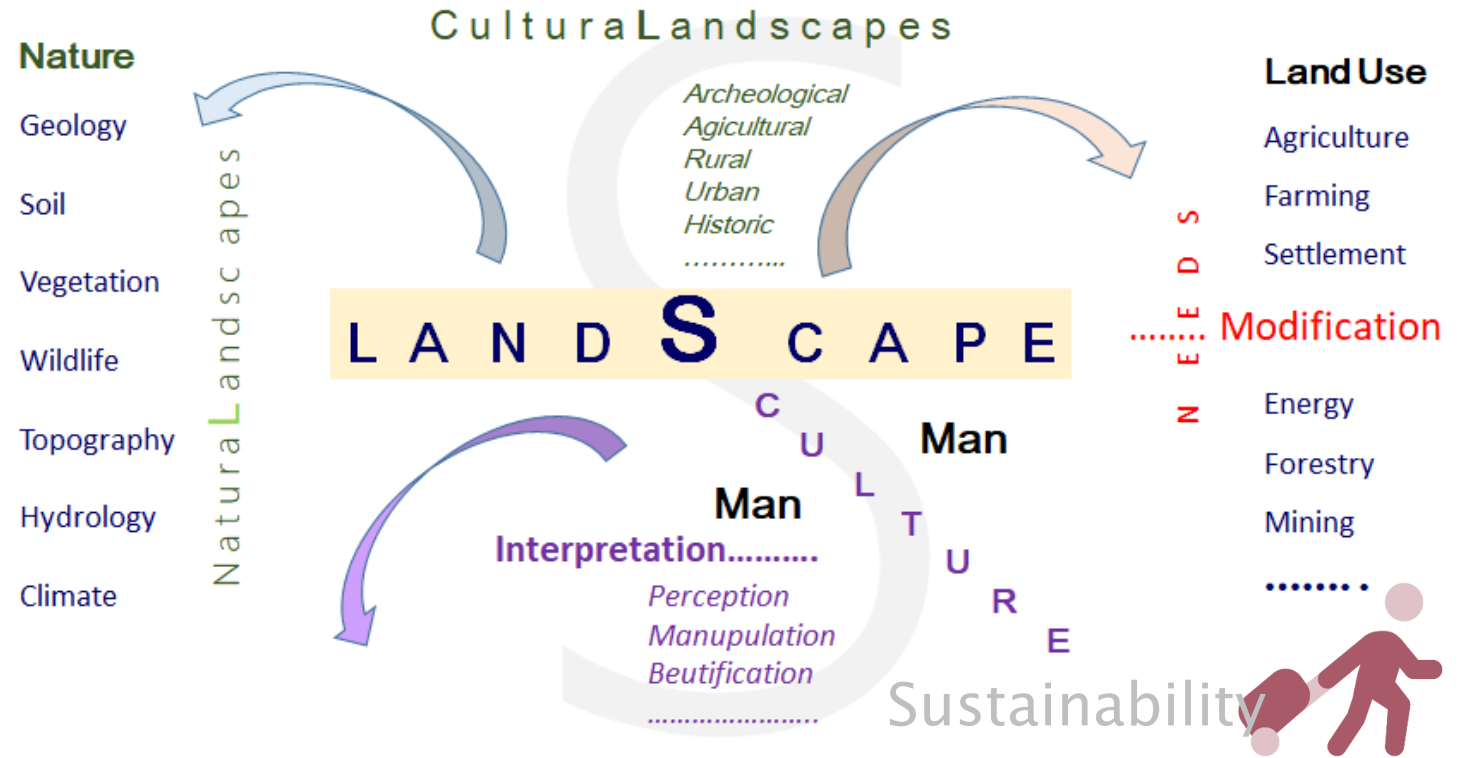 CulturaLandscapes
Nature
Geology
Soil
Vegetation
Wildlife
Topography
Hydrology
Climate
NaturaLandscapes
Archeological
Agicultural
Rural
Urban
Historic
………....
LANDSCAPE
CULTURE
Man
Man
Interpretation……….
Perception
Manupulation
Beutification
…………………..
Land Use
Agriculture
Farming
Settlement
NEEDS
…….. Modification
Energy
Forestry
Mining
……. .
Sustainability